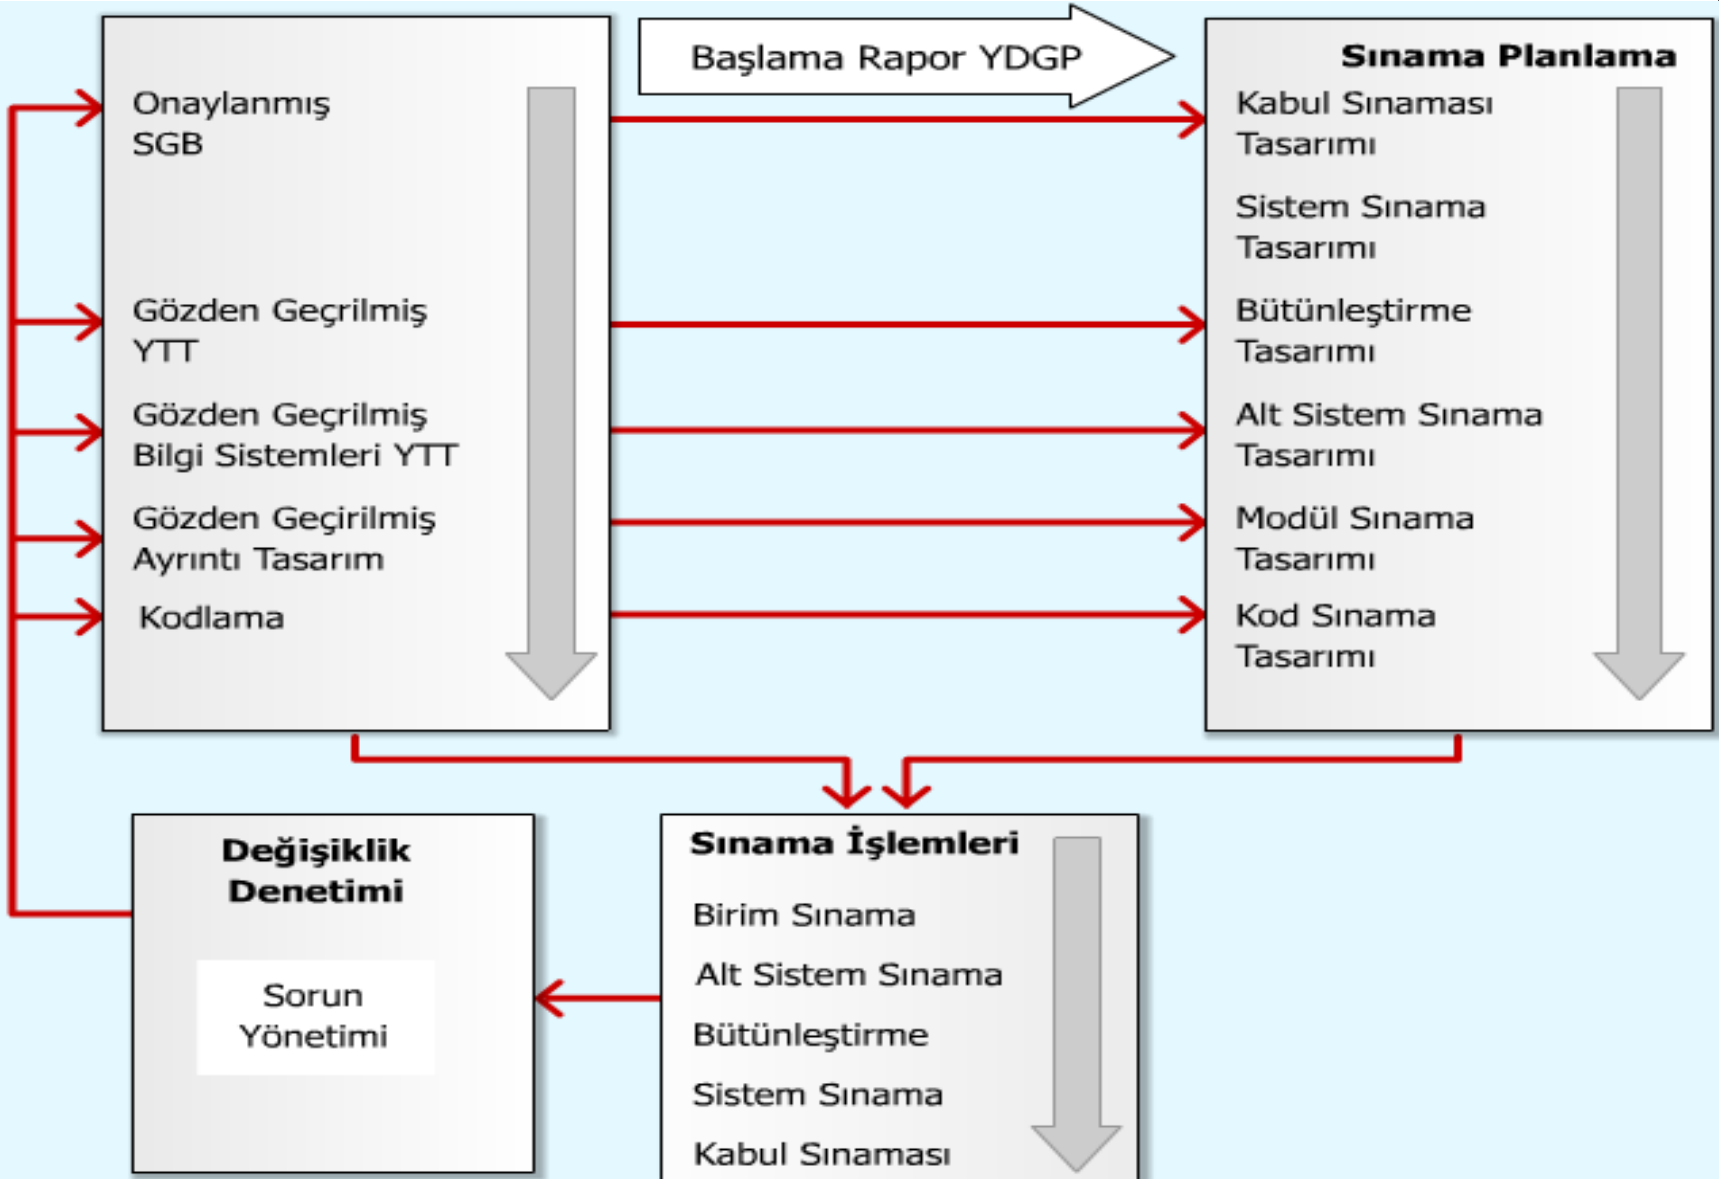 Onaylanmış
SGB
Gözden Geçrilmiş
YTT
Gözden Geçrilmiş
Bilgi Sistemleri YTT
Gözden Geçirilmiş
Ayrıntı Tasarım
Kodlama
Başlama Rapor YDGP
Sınama Planlama
Kabul Sınaması
Tasarımı
Sistem Sınama
Tasarımı
Bütünleştirme
Tasarımı
Alt Sistem Sınama
Tasarımı
Modül Sınama
Tasarımı
Kod Sınama
Tasarımı
Değişiklik
Denetimi
Sorun
Yönetimi
Sınama İşlemleri
Birim Sınama
Alt Sistem Sınama
Bütünleştirme
Sistem Sınama
Kabul Sınaması